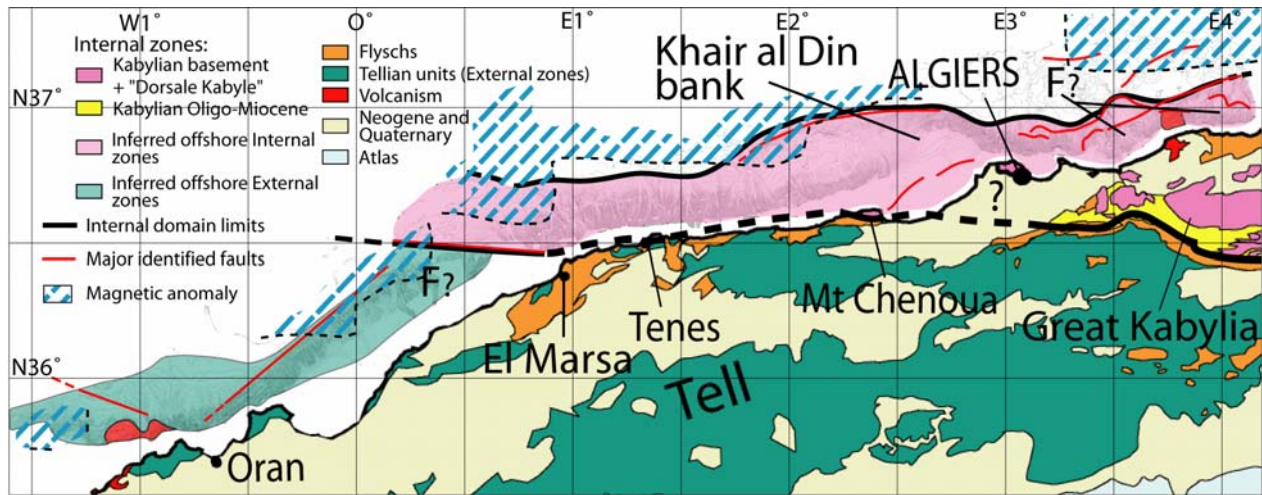 W1° O° E1° E2° E3° E4°
N37°
N36°
Internal zones:
Kabylian basement
+ "Dorsale Kabyle"
Kabylian Oligo-Miocene
Inferred offshore Internal
zones
Inferred offshore External
zones
Internal domain limits
Major identified faults
Magnetic anomaly
Flyschs
Tellian units (External zones)
Volcanism
Neogene and
Quaternary
Atlas
Khair al Din
bank
ALGIERS
F?
?
F?
Mt Chenoua
Great Kabylia
Tenes
El Marsa
Tell
Oran